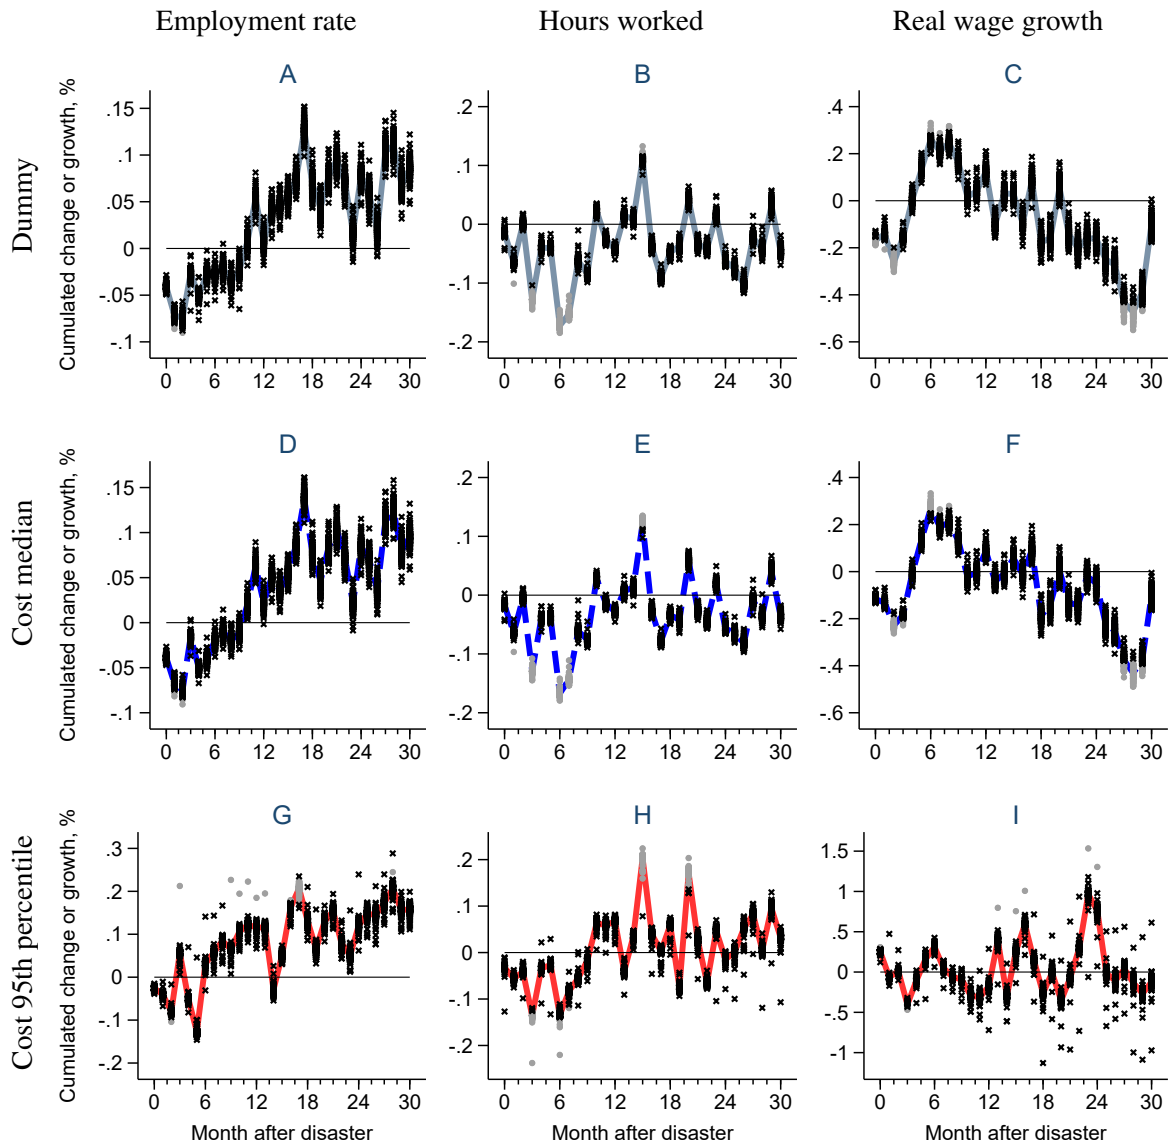 Employment rate Hours worked Real wage growth
Dummy
A B C
Cumulated change or growth, %
.15 .1 .05 0 -.05 -.1
.2 .1 0 -.1 -.2
.4 .2 0 -.2 -.4 -.6
0 6 12 18 24 30 0 6 12 18 24 30 0 6 12 18 24 30
Cost median
D E F
Cumulated change or growth, %
.15 .1 .05 0 -.05 -.1
.2 .1 0 -.1 -.2
.4 .2 0 -.2 -.4 -.6
0 6 12 18 24 30 0 6 12 18 24 30 0 6 12 18 24 30
Cost 95th percentile
G H I
Cumulated change or growth, %
.3 .2 .1 0 -.1 -.2
.2 .1 0 -.1 -.2
1.5 1 .5 0 -.5 -1
0 6 12 18 24 30 0 6 12 18 24 30 0 6 12 18 24 30
Month after disaster Month after disaster Month after disaster